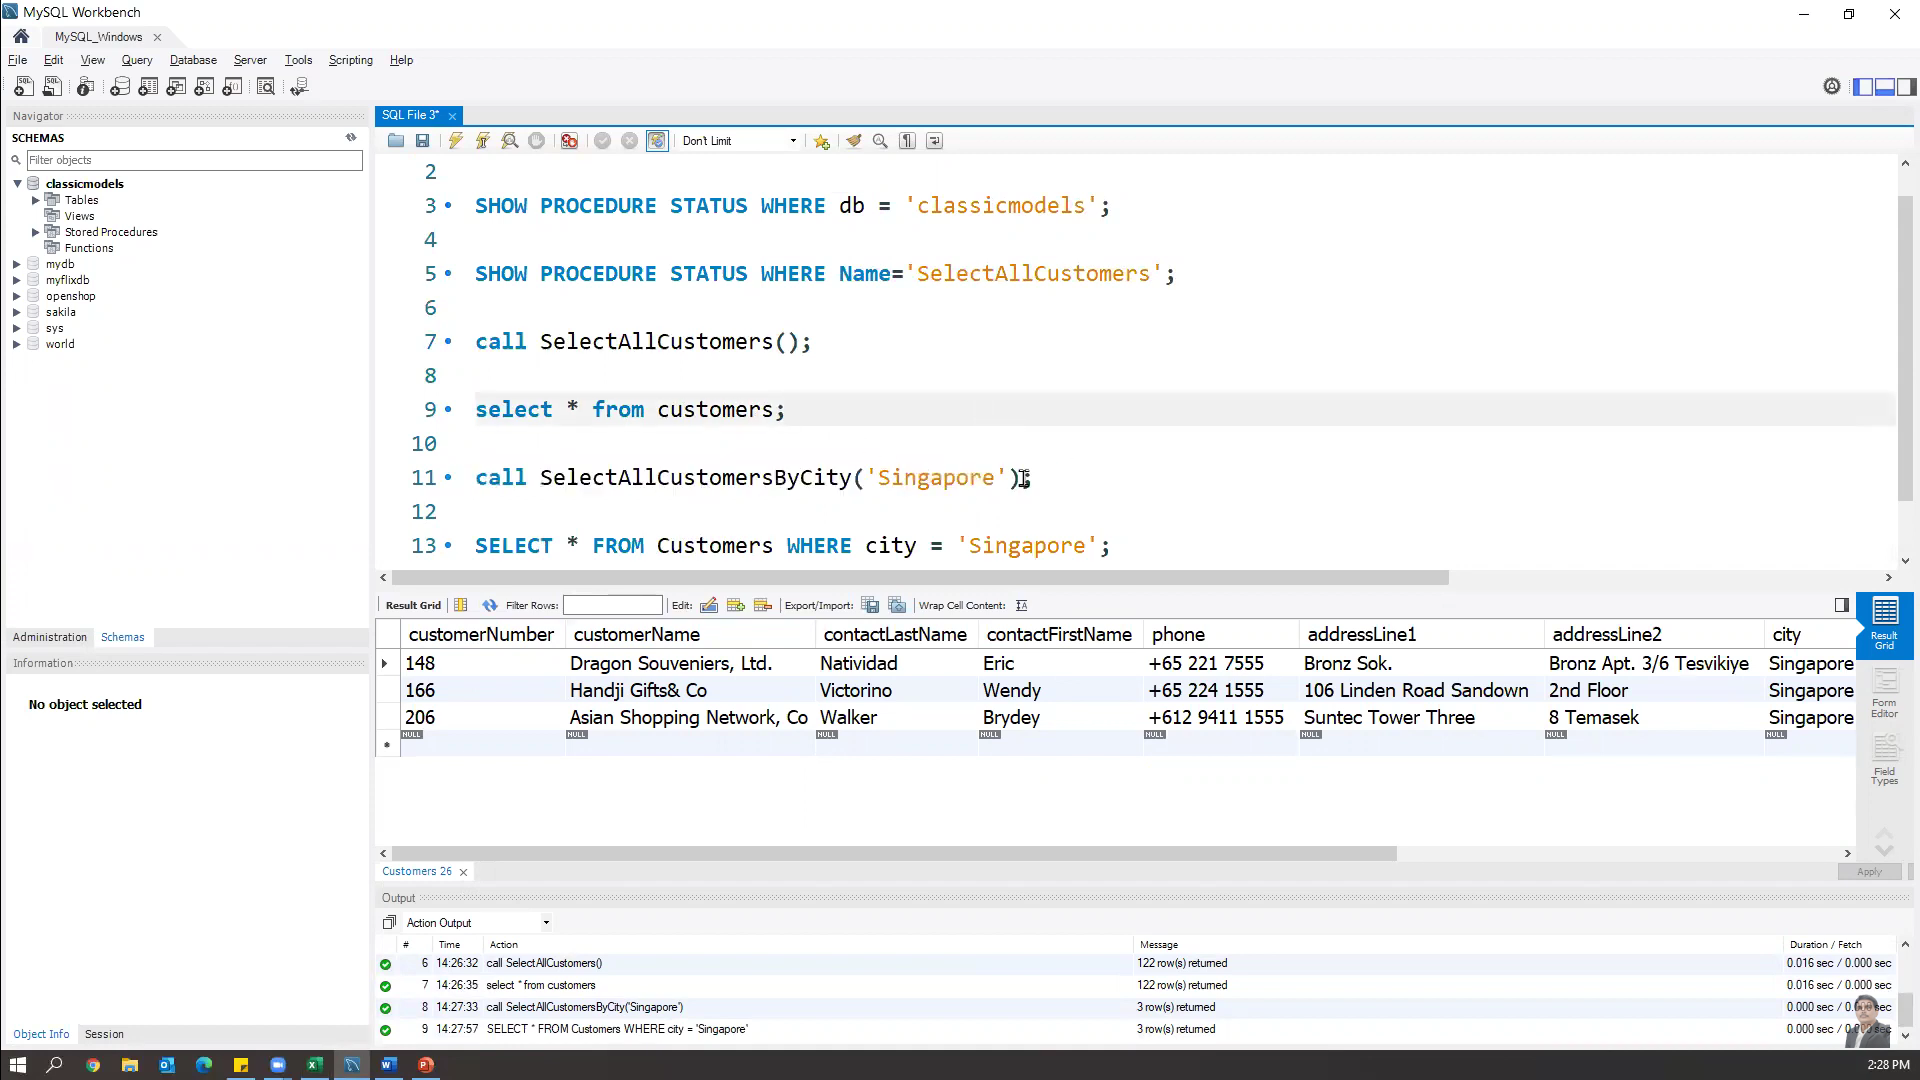 MySQL Workbench
MySQL_Windows
File Edit View Query Database Server Tools Scripting Help
Navigator
SCHEMAS
Filter objects
classicmodels
Tables
Views
Stored Procedures
Functions
mydb
myflixdb
openshop
sakila
sys
world
Administration Schemas
Information
No object selected
Object Info Session
SQL File 3*
Don't Limit
2
3 SHOW PROCEDURE STATUS WHERE db = 'classicmodels';
4
5 SHOW PROCEDURE STATUS WHERE Name='SelectAllCustomers';
6
7 call SelectAllCustomers();
8
9 select * from customers;
10
11 call SelectAllCustomersByCity('Singapore');
12
13 SELECT * FROM Customers WHERE city = 'Singapore';
Result Grid Filter Rows: Edit: Export/Import: Wrap Cell Content:
customerNumber customerName contactLastName contactFirstName phone addressLine1 addressLine2 city
148 Dragon Souveniers, Ltd. Natividad Eric +65 221 7555 Bronz Sok. Bronz Apt. 3/6 Tesvikiye Singapore
166 Handji Gifts& Co Victorino Wendy +65 224 1555 106 Linden Road Sandown 2nd Floor Singapore
206 Asian Shopping Network, Co Walker Brydey +612 9411 1555 Suntec Tower Three 8 Temasek Singapore
NULL NULL NULL NULL NULL NULL NULL NULL
Result
Grid
Form
Editor
Field
Types
Customers 26
Apply
Output
Action Output
# Time Action Message Duration / Fetch
6 14:26:32 call SelectAllCustomers() 122 row(s) returned 0.016 sec / 0.000 sec
7 14:26:35 select * from customers 122 row(s) returned 0.016 sec / 0.000 sec
8 14:27:33 call SelectAllCustomersByCity('Singapore') 3 row(s) returned 0.000 sec / 0.000 sec
9 14:27:57 SELECT * FROM Customers WHERE city = 'Singapore' 3 row(s) returned 0.000 sec / 0.000 sec
2:28 PM